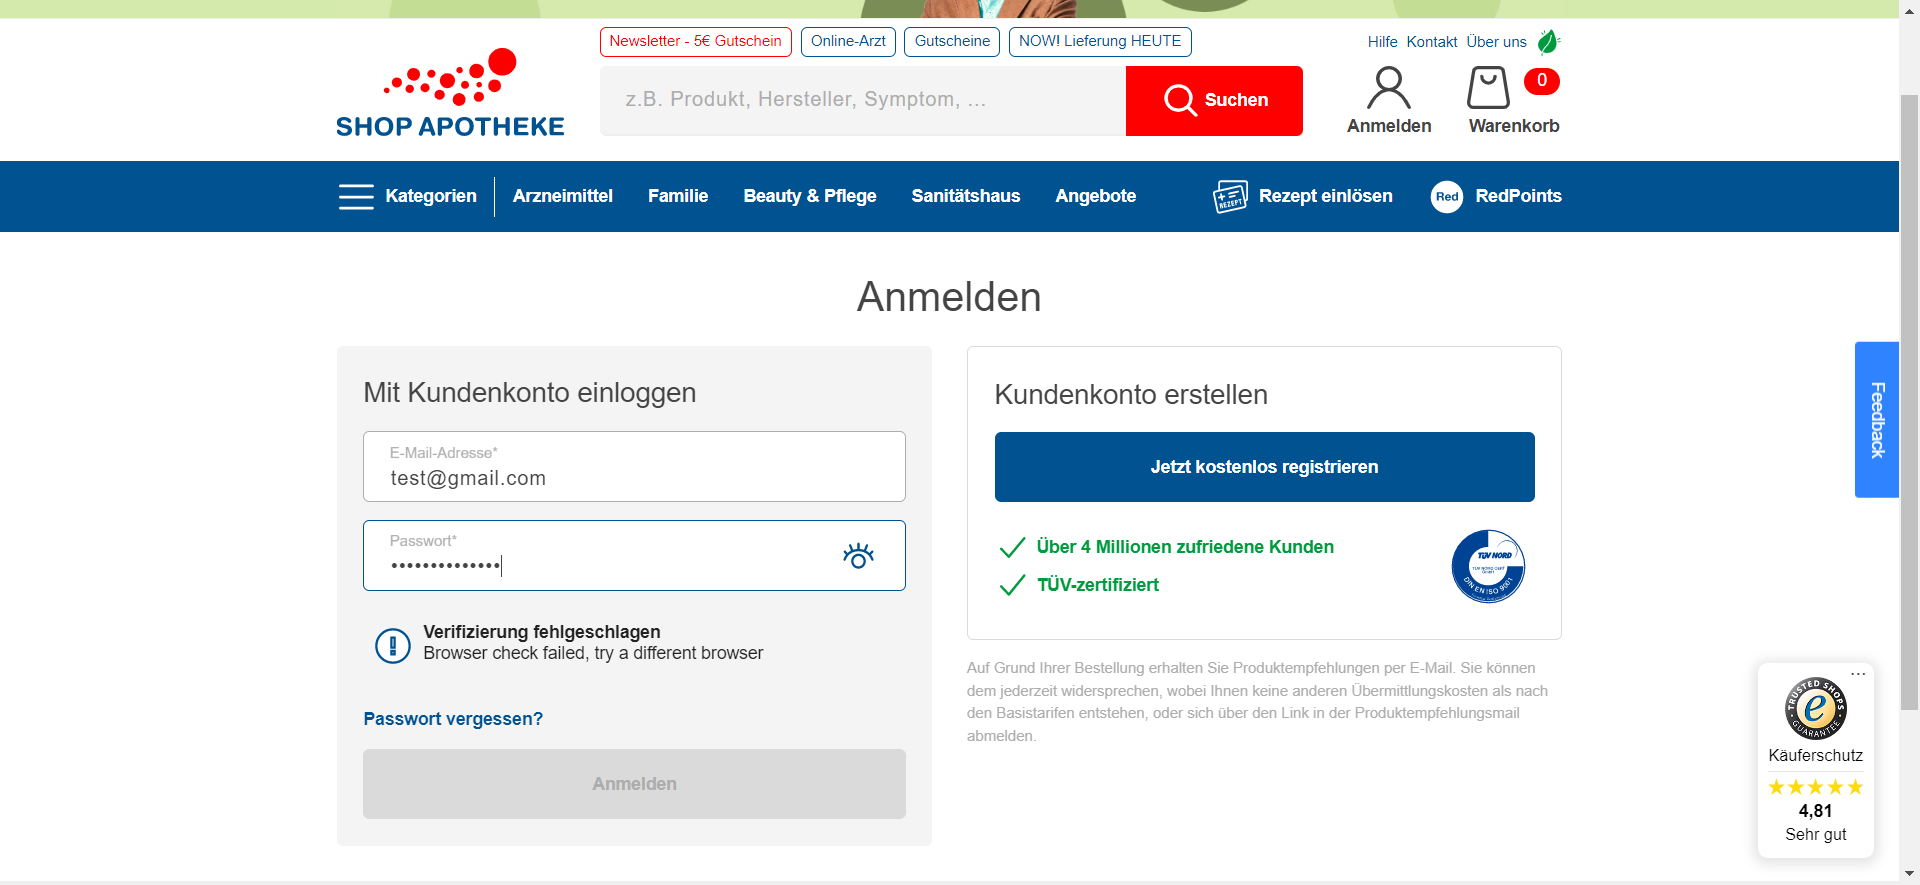 Newsletter - 5€ Gutschein
Online-Arzt
Gutscheine
NOW! Lieferung HEUTE
Hilfe Kontakt Über uns
SHOP APOTHEKE
z.B. Produkt, Hersteller, Symptom, ...
Suchen
Anmelden
0
Warenkorb
Kategorien
Arzneimittel
Familie
Beauty & Pflege
Sanitätshaus
Angebote
REZEPT
Rezept einlösen
Red
RedPoints
Anmelden
Mit Kundenkonto einloggen
E-Mail-Adresse*
test@gmail.com
Passwort*
••••••••••••••
Verifizierung fehlgeschlagen
Browser check failed, try a different browser
Passwort vergessen?
Anmelden
Kundenkonto erstellen
Jetzt kostenlos registrieren
Über 4 Millionen zufriedene Kunden
TÜV-zertifiziert
TÜV NORD
TÜV NORD CERT
GmbH
DIN EN ISO 9001
Auf Grund Ihrer Bestellung erhalten Sie Produktempfehlungen per E-Mail. Sie können
dem jederzeit widersprechen, wobei Ihnen keine anderen Übermittlungskosten als nach
den Basistarifen entstehen, oder sich über den Link in der Produktempfehlungsmail
abmelden.
Feedback
...
TRUSTED SHOPS
e
GUARANTEE
Käuferschutz
4,81
Sehr gut